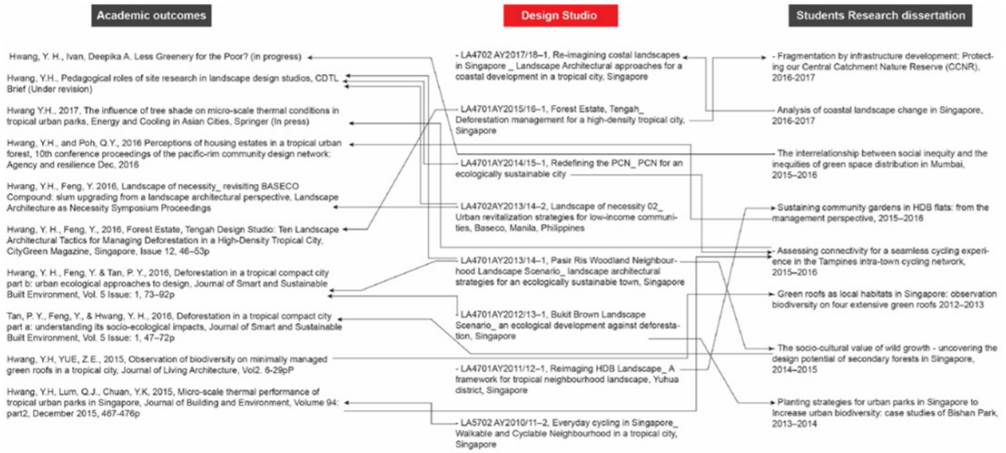 Academic outcomes
Hwang, Y. H., Ivan, Deepika A. Less Greenery for the Poor? (in progress)
Hwang, Y.H., Pedagogical roles of site research in landscape design studios, CDTL
Brief (Under revision)
Hwang Y.H., 2017, The influence of tree shade on micro-scale thermal conditions in
tropical urban parks, Energy and Cooling in Asian Cities, Springer (In press)
Hwang, Y.H., and Poh, Q.Y., 2016 Perceptions of housing estates in a tropical urban
forest, 10th conference proceedings of the pacific-rim community design network:
Agency and resilience Dec, 2016
Hwang, Y.H., Feng, Y. 2016, Landscape of necessity_ revisiting BASECO
Compound: slum upgrading from a landscape architectural perspective, Landscape
Architecture as Necessity Symposium Proceedings
Hwang, Y. H., Feng, Y., 2016, Forest Estate, Tengah Design Studio: Ten Landscape
Architectural Tactics for Managing Deforestation in a High-Density Tropical City,
CityGreen Magazine, Singapore, Issue 12, 46–53p
Hwang, Y. H., Feng, Y. & Tan, P. Y., 2016, Deforestation in a tropical compact city
part b: urban ecological approaches to design, Journal of Smart and Sustainable
Built Environment, Vol. 5 Issue: 1, 73–92p
Tan, P. Y., Feng, Y., & Hwang, Y. H., 2016, Deforestation in a tropical compact city
part a: understanding its socio-ecological impacts, Journal of Smart and Sustainable
Built Environment, Vol. 5 Issue: 1, 47–72p
Hwang, Y.H, YUE, Z.E., 2015, Observation of biodiversity on minimally managed
green roofs in a tropical city, Journal of Living Architecture, Vol2. 6-29pP
Hwang, Y.H, Lum, Q.J., Chuan, Y.K, 2015, Micro-scale thermal performance of
tropical urban parks in Singapore, Journal of Building and Environment, Volume 94:
part2, December 2015, 467-476p
Design Studio
- LA4702 AY2017/18–1, Re-imagining costal landscapes
in Singapore _ Landscape Architectural approaches for a
coastal development in a tropical city, Singapore
- LA4701AY2015/16–1, Forest Estate, Tengah_
Deforestation management for a high-density tropical city,
Singapore
- LA4701AY2014/15–1, Redefining the PCN_ PCN for an
ecologically sustainable city
- LA4702AY2013/14–2, Landscape of necessity 02_
Urban revitalization strategies for low-income communi-
ties, Baseco, Manila, Philippines
- LA4701AY2013/14–1, Pasir Ris Woodland Neighbour-
hood Landscape Scenario_ landscape architectural
strategies for an ecologically sustainable town, Singapore
- LA4701AY2012/13–1, Bukit Brown Landscape
Scenario_ an ecological development against deforesta-
tion, Singapore
- LA4701AY2011/12–1, Reimaging HDB Landscape_ A
framework for tropical neighbourhood landscape, Yuhua
district, Singapore
- LA5702 AY2010/11–2, Everyday cycling in Singapore_
Walkable and Cyclable Neighbourhood in a tropical city,
Singapore
Students Research dissertation
- Fragmentation by infrastructure development: Protect-
ing our Central Catchment Nature Reserve (CCNR),
2016-2017
Analysis of coastal landscape change in Singapore,
2016-2017
- The interrelationship between social inequity and the
inequities of green space distribution in Mumbai,
2015–2016
Sustaining community gardens in HDB flats: from the
management perspective, 2015–2016
- Assessing connectivity for a seamless cycling experi-
ence in the Tampines intra-town cycling network,
2015–2016
Green roofs as local habitats in Singapore: observation
biodiversity on four extensive green roofs 2012–2013
- The socio-cultural value of wild growth - uncovering the
design potential of secondary forests in Singapore,
2014–2015
- Planting strategies for urban parks in Singapore to
Increase urban biodiversity: case studies of Bishan Park,
2013–2014